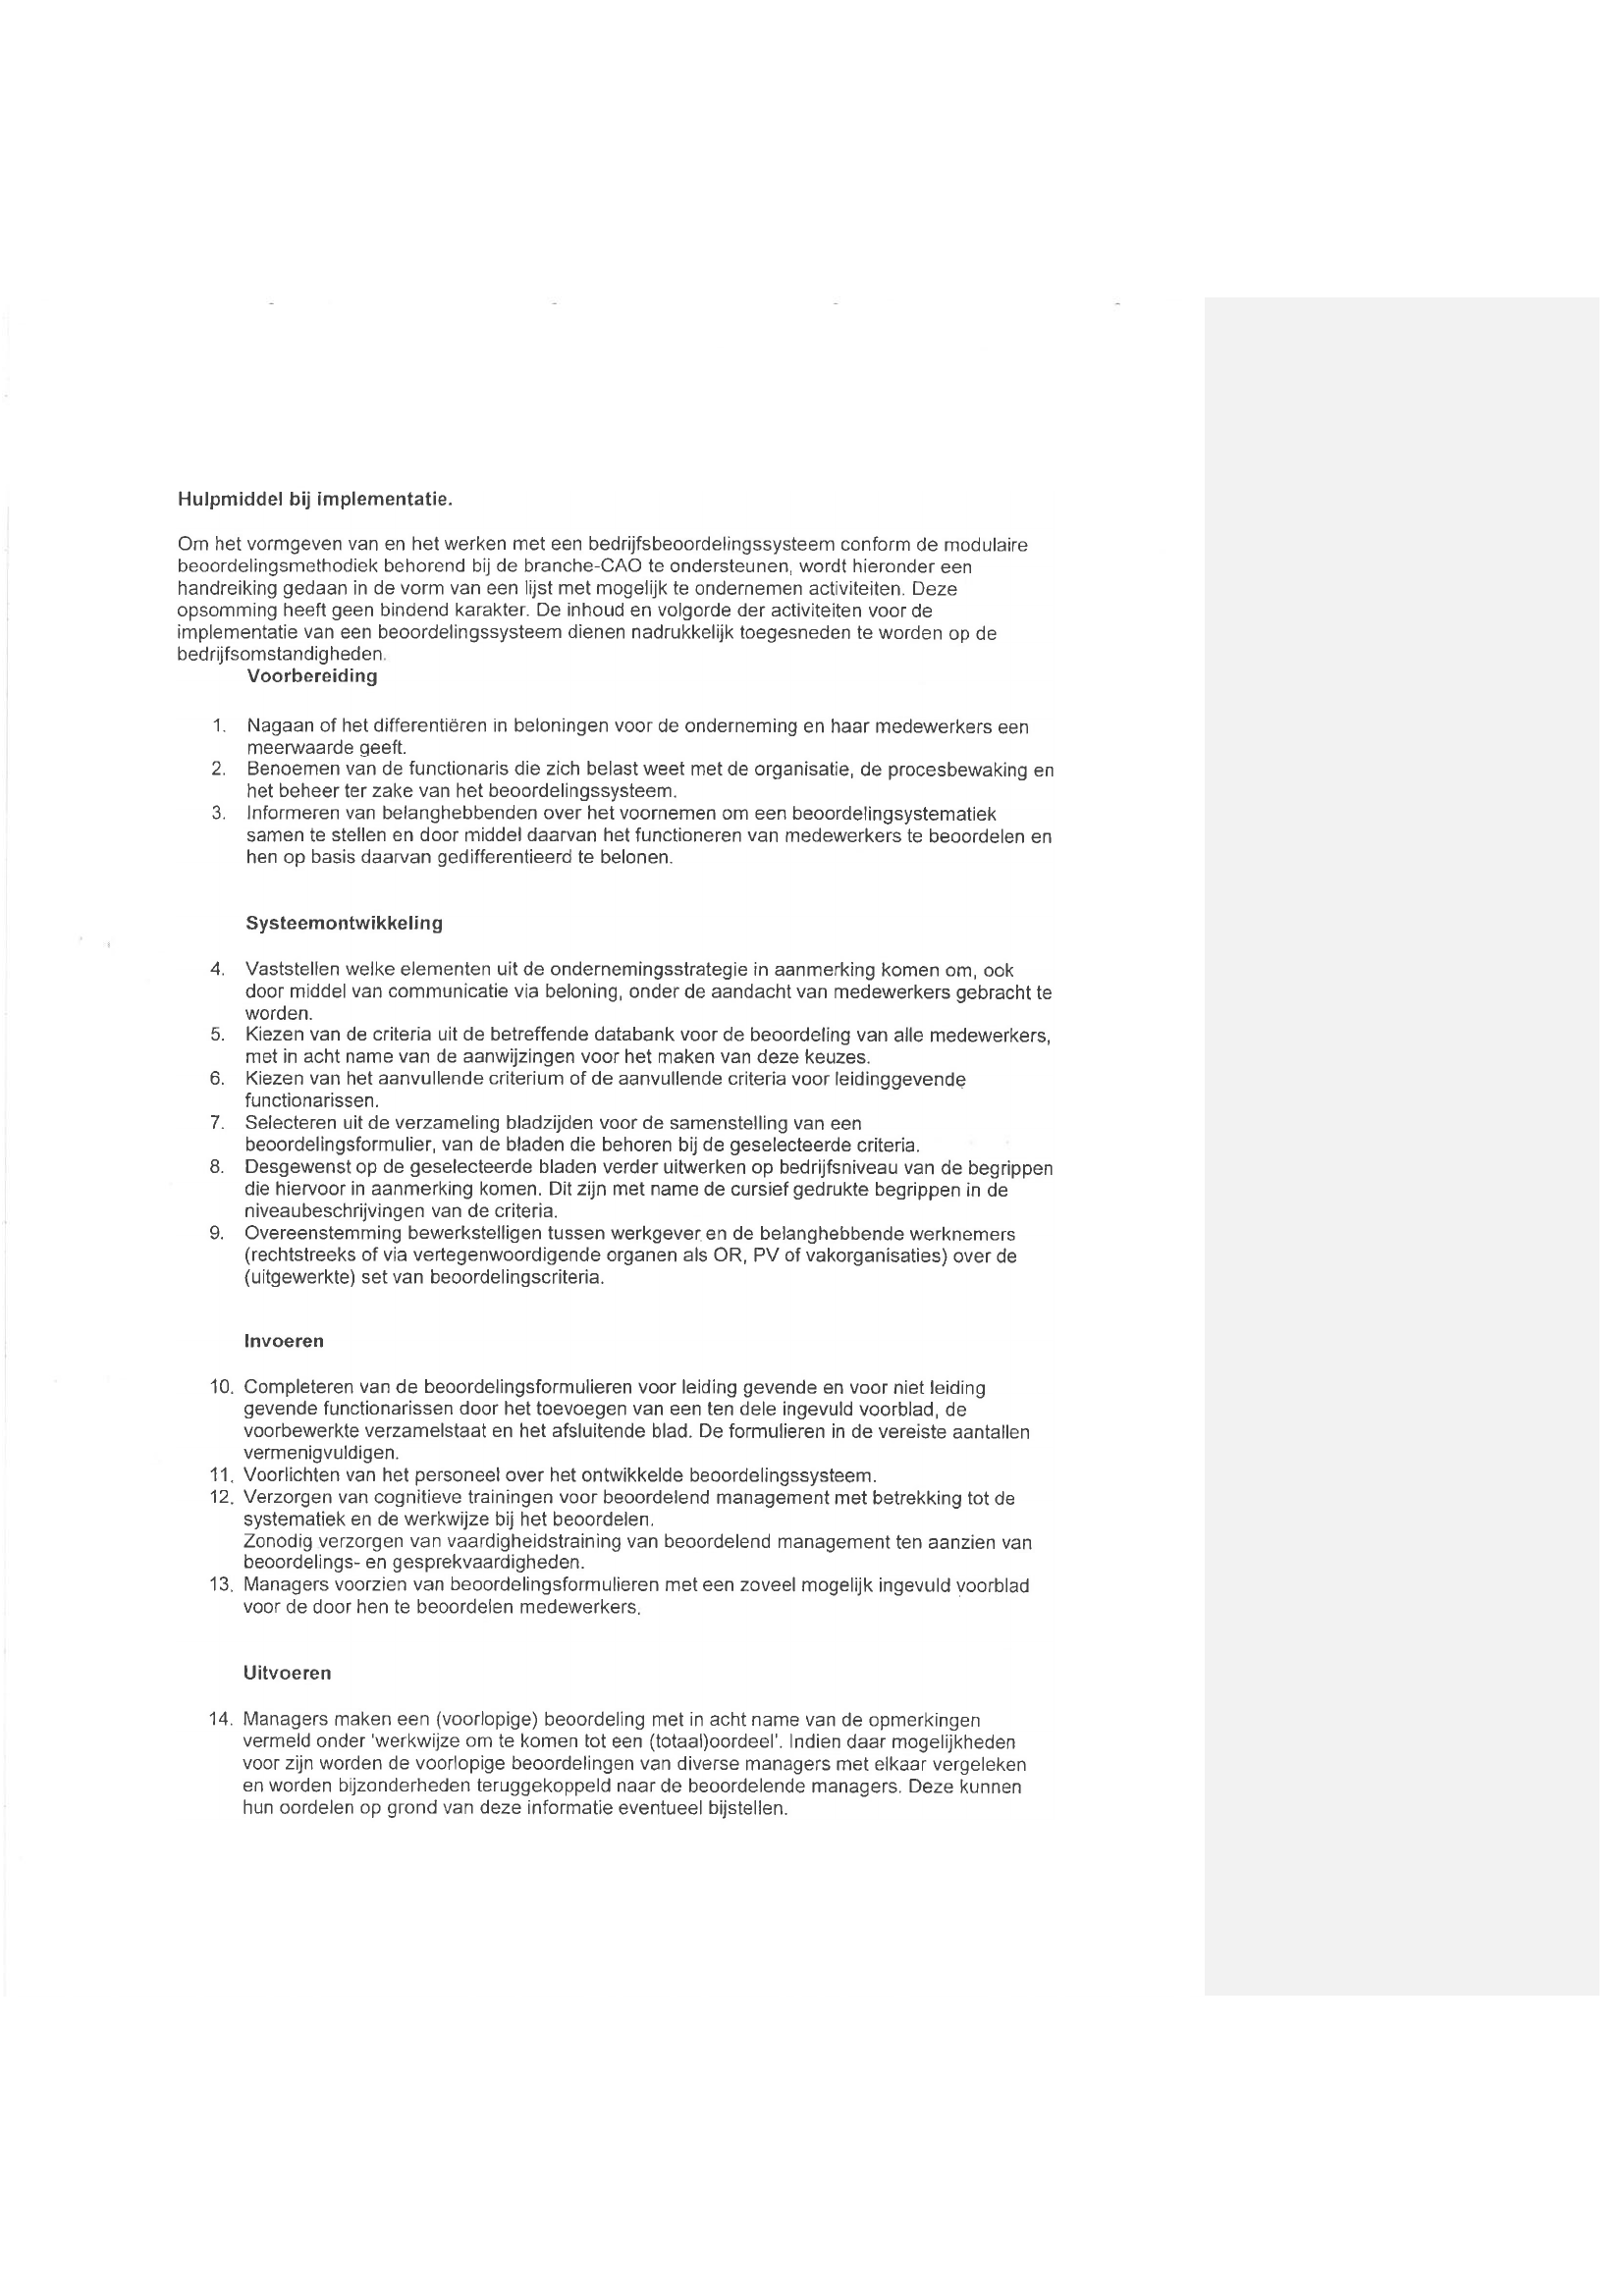 Hulpmiddel bij implementatie.
Om het vormgeven van en het werken met een bedrijfsbeoordelingssysteem conform de modulaire
beoordelingsmethodiek behorend bij de branche-CAO te ondersteunen, wordt hieronder een
handreiking gedaan in de vorm van een lijst met mogelijk te ondernemen activiteiten. Deze
opsomming heeft geen bindend karakter. De inhoud en volgorde der activiteiten voor de
implementatie van een beoordelingssysteem dienen nadrukkelijk toegesneden te worden op de
bedrijfsomstandigheden.
Voorbereiding
1. Nagaan of het differentiëren in beloningen voor de onderneming en haar medewerkers een
meerwaarde geeft.
2. Benoemen van de functionaris die zich belast weet met de organisatie, de procesbewaking en
het beheer ter zake van het beoordelingssysteem.
3. Informeren van belanghebbenden over het voornemen om een beoordelingsystematiek
samen te stellen en door middel daarvan het functioneren van medewerkers te beoordelen en
hen op basis daarvan gedifferentieerd te belonen.
Systeemontwikkeling
4. Vaststellen welke elementen uit de ondernemingsstrategie in aanmerking komen om, ook
door middel van communicatie via beloning, onder de aandacht van medewerkers gebracht te
worden.
5. Kiezen van de criteria uit de betreffende databank voor de beoordeling van alle medewerkers,
met in acht name van de aanwijzingen voor het maken van deze keuzes.
6. Kiezen van het aanvullende criterium of de aanvullende criteria voor leidinggevende
functionarissen.
7. Selecteren uit de verzameling bladzijden voor de samenstelling van een
beoordelingsformulier, van de bladen die behoren bij de geselecteerde criteria.
8. Desgewenst op de geselecteerde bladen verder uitwerken op bedrijfsniveau van de begrippen
die hiervoor in aanmerking komen. Dit zijn met name de cursief gedrukte begrippen in de
niveaubeschrijvingen van de criteria.
9. Overeenstemming bewerkstelligen tussen werkgever en de belanghebbende werknemers
(rechtstreeks of via vertegenwoordigende organen als OR, PV of vakorganisaties) over de
(uitgewerkte) set van beoordelingscriteria.
Invoeren
10. Completeren van de beoordelingsformulieren voor leiding gevende en voor niet leiding
gevende functionarissen door het toevoegen van een ten dele ingevuld voorblad, de
voorbewerkte verzamelstaat en het afsluitende blad. De formulieren in de vereiste aantallen
vermenigvuldigen.
11. Voorlichten van het personeel over het ontwikkelde beoordelingssysteem.
12. Verzorgen van cognitieve trainingen voor beoordelend management met betrekking tot de
systematiek en de werkwijze bij het beoordelen.
Zonodig verzorgen van vaardigheidstraining van beoordelend management ten aanzien van
beoordelings- en gesprekvaardigheden.
13. Managers voorzien van beoordelingsformulieren met een zoveel mogelijk ingevuld voorblad
voor de door hen te beoordelen medewerkers.
Uitvoeren
14. Managers maken een (voorlopige) beoordeling met in acht name van de opmerkingen
vermeld onder 'werkwijze om te komen tot een (totaal)oordeel'. Indien daar mogelijkheden
voor zijn worden de voorlopige beoordelingen van diverse managers met elkaar vergeleken
en worden bijzonderheden teruggekoppeld naar de beoordelende managers. Deze kunnen
hun oordelen op grond van deze informatie eventueel bijstellen.